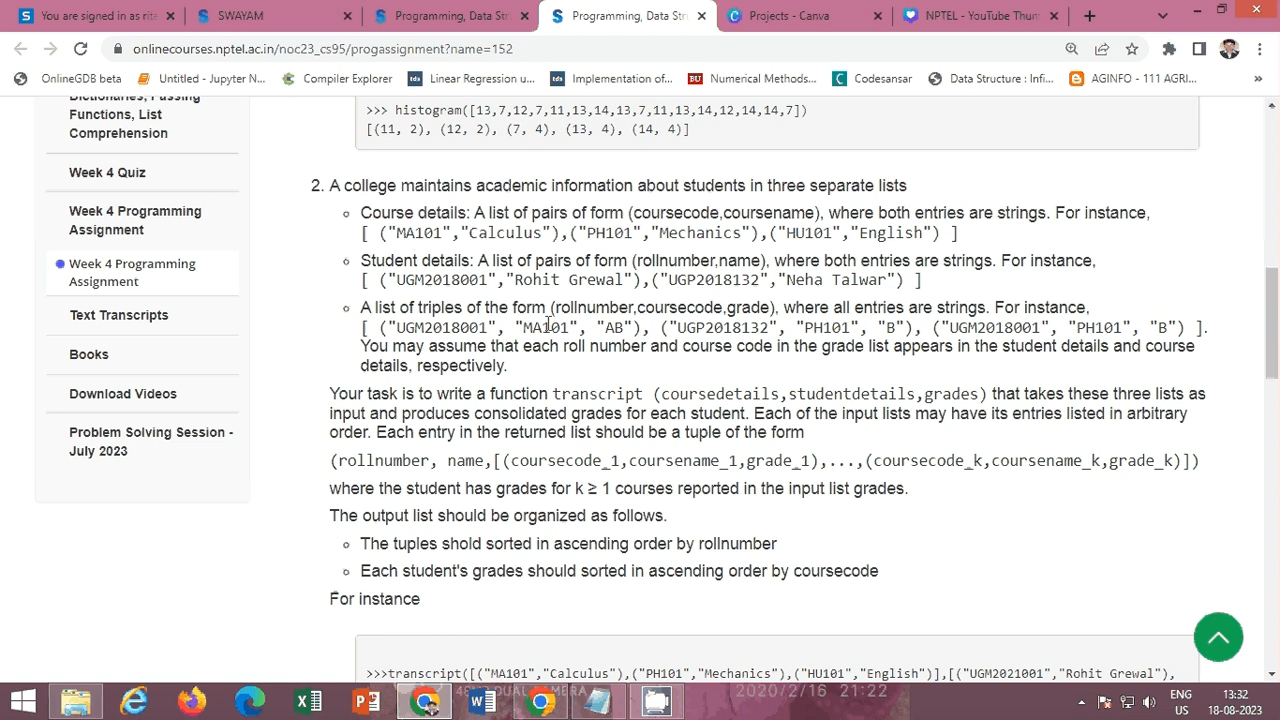 You are signed in as rite
SWAYAM
Programming, Data Str
Programming, Data Str
Projects - Canva
NPTEL - YouTube Thum
onlinecourses.nptel.ac.in/noc23_cs95/progassignment?name=152
OnlineGDB beta
Untitled - Jupyter N...
Compiler Explorer
Linear Regression u...
Implementation of...
Numerical Methods...
Codesansar
Data Structure : Infi...
AGINFO - 111 AGRI...
»
Dictionaries, Passing
Functions, List
Comprehension
Week 4 Quiz
Week 4 Programming
Assignment
Week 4 Programming
Assignment
Text Transcripts
Books
Download Videos
Problem Solving Session -
July 2023
>>> histogram([13,7,12,7,11,13,14,13,7,11,13,14,12,14,14,7])
[(11, 2), (12, 2), (7, 4), (13, 4), (14, 4)]
2. A college maintains academic information about students in three separate lists
Course details: A list of pairs of form (coursecode,coursename), where both entries are strings. For instance,
[ ("MA101","Calculus"),("PH101","Mechanics"),("HU101","English") ]
Student details: A list of pairs of form (rollnumber,name), where both entries are strings. For instance,
[ ("UGM2018001","Rohit Grewal"),("UGP2018132","Neha Talwar") ]
A list of triples of the form (rollnumber,coursecode,grade), where all entries are strings. For instance,
[ ("UGM2018001", "MA101", "AB"), ("UGP2018132", "PH101", "B"), ("UGM2018001", "PH101", "B") ].
You may assume that each roll number and course code in the grade list appears in the student details and course
details, respectively.
Your task is to write a function transcript (coursedetails,studentdetails,grades) that takes these three lists as
input and produces consolidated grades for each student. Each of the input lists may have its entries listed in arbitrary
order. Each entry in the returned list should be a tuple of the form
(rollnumber, name,[(coursecode_1,coursename_1,grade_1),...,(coursecode_k,coursename_k,grade_k)])
where the student has grades for k ≥ 1 courses reported in the input list grades.
The output list should be organized as follows.
The tuples shold sorted in ascending order by rollnumber
Each student's grades should sorted in ascending order by coursecode
For instance
>>>transcript([("MA101","Calculus"),("PH101","Mechanics"),("HU101","English")],[("UGM2021001","Rohit Grewal"),
DUAL CAMERA
2020/2/16 21:22
ENG
US
13:32
18-08-2023